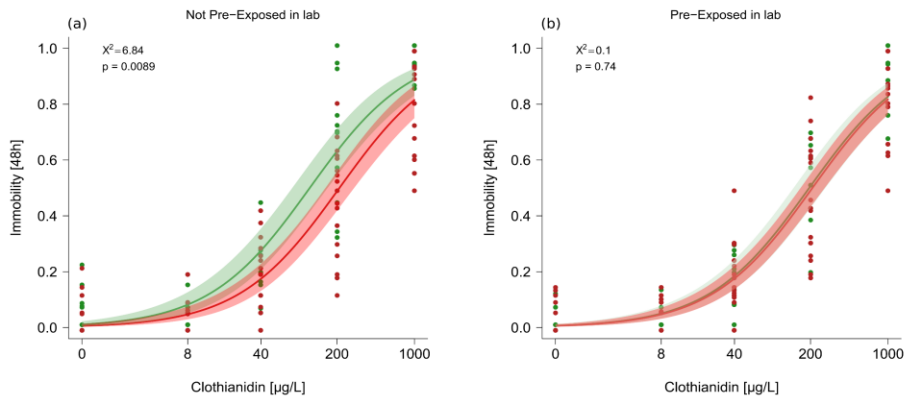 Not Pre-Exposed in lab
(a)
X²=6.84
p = 0.0089
Immobility [48h]
1.0
0.8
0.6
0.4
0.2
0.0
0 8 40 200 1000
Clothianidin [µg/L]
Pre-Exposed in lab
(b)
X²=0.1
p = 0.74
Immobility [48h]
1.0
0.8
0.6
0.4
0.2
0.0
0 8 40 200 1000
Clothianidin [µg/L]